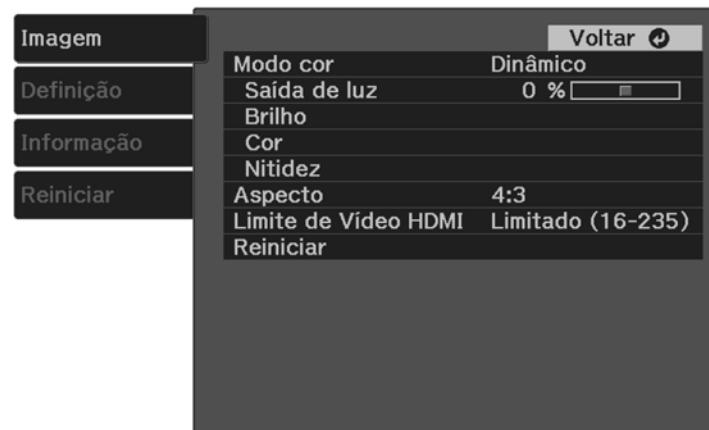 Imagem
Definição
Informação
Reiniciar
Voltar
Modo cor Dinâmico
Saída de luz 0 %
Brilho
Cor
Nitidez
Aspecto 4:3
Limite de Vídeo HDMI Limitado (16-235)
Reiniciar